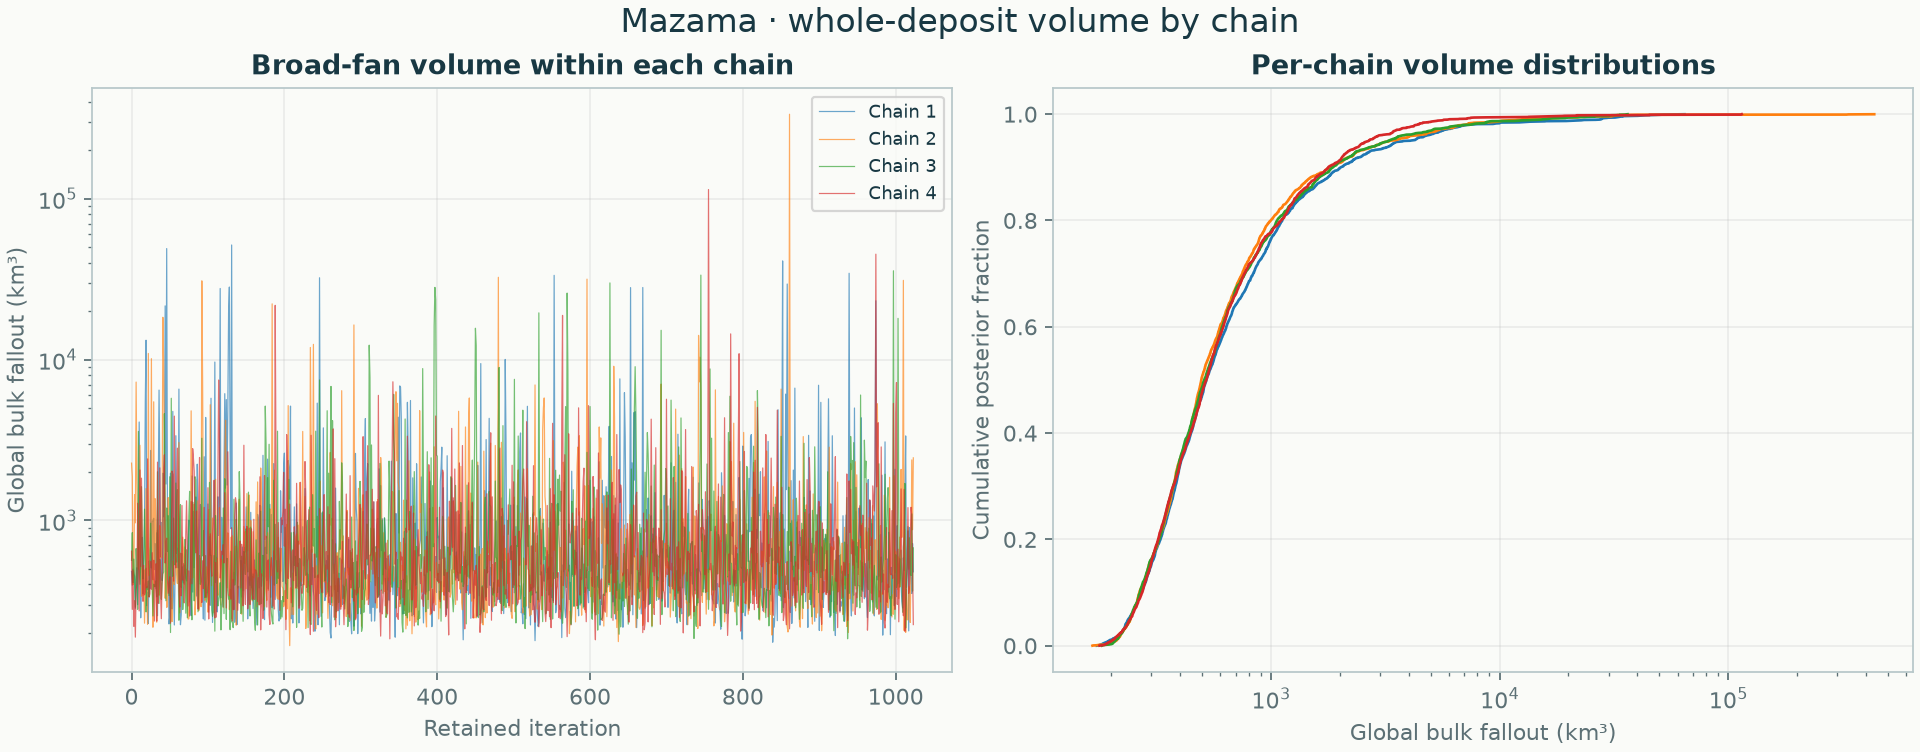 Mazama · whole-deposit volume by chain
Broad-fan volume within each chain
Global bulk fallout (km³)
10⁵
10⁴
10³
Chain 1
Chain 2
Chain 3
Chain 4
0 200 400 600 800 1000
Retained iteration
Per-chain volume distributions
Cumulative posterior fraction
1.0
0.8
0.6
0.4
0.2
0.0
10³ 10⁴ 10⁵
Global bulk fallout (km³)